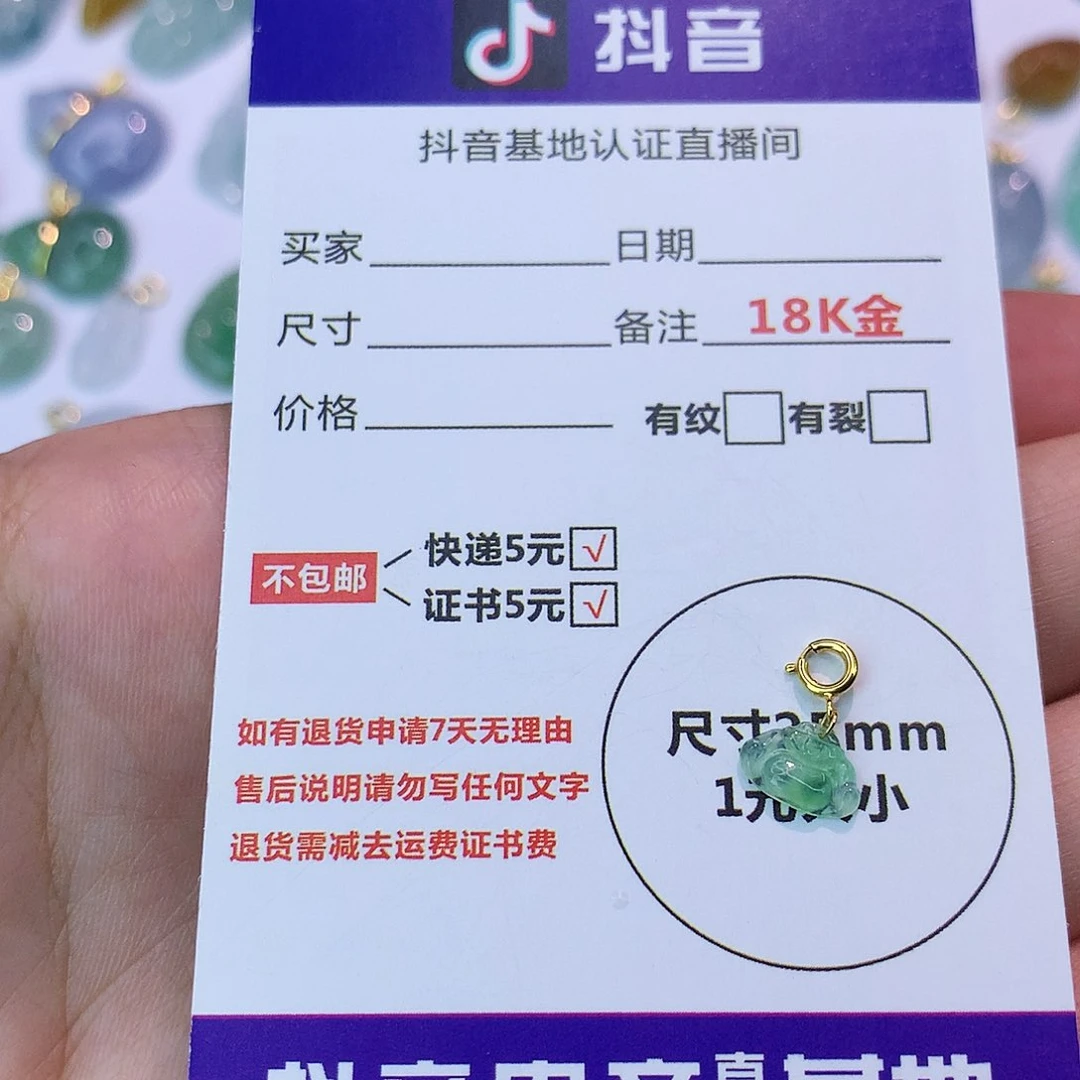 抖音
抖音基地认证直播间
买家 日期
尺寸 备注 18K金
价格 有纹 有裂
不包邮
快递5元 √
证书5元 √
如有退货申请7天无理由
售后说明请勿写任何文字
退货需减去运费证书费
尺寸 mm
1元大小